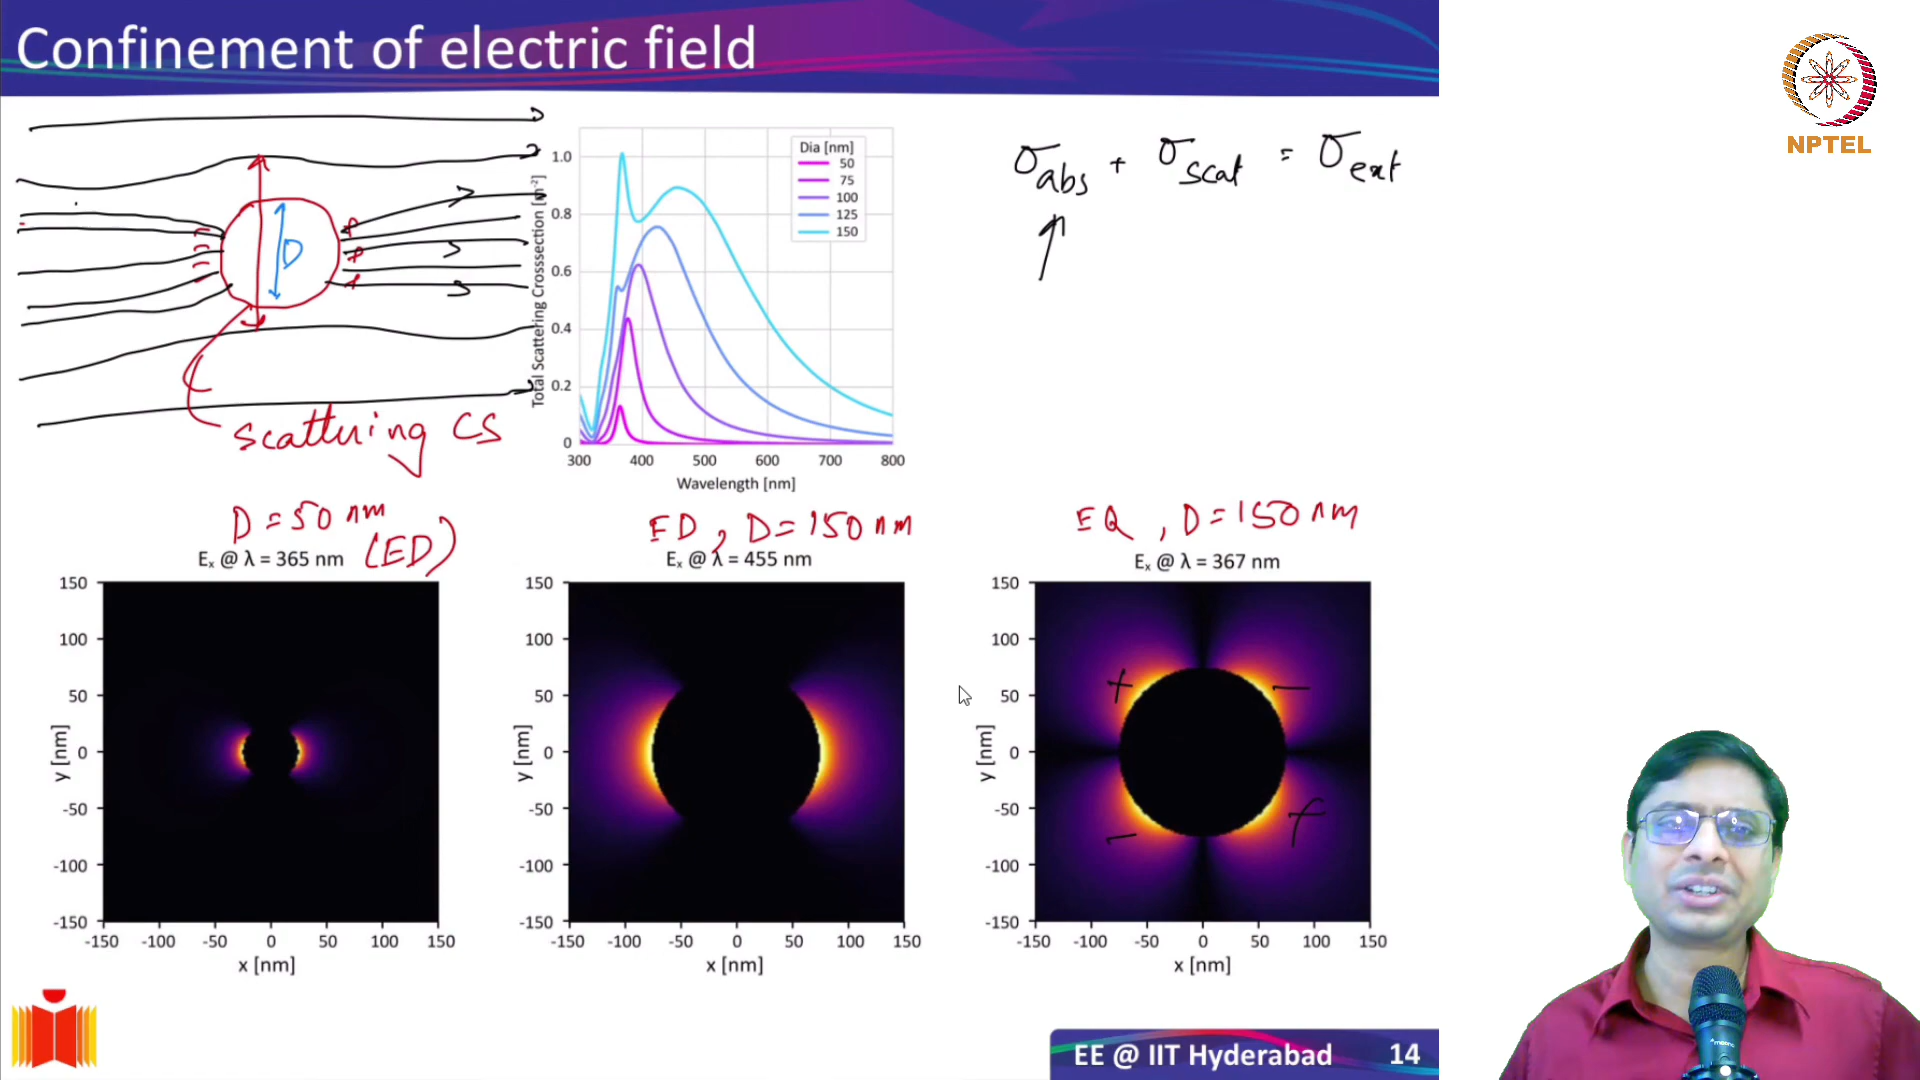 Confinement of electric field
NPTEL
σabs + σscat = σext
D
scattering CS
Total Scattering Crosssection [m⁻²]
1.0
0.8
0.6
0.4
0.2
0
300 400 500 600 700 800
Wavelength [nm]
Dia [nm]
50
75
100
125
150
D = 50 nm
(ED)
Eₓ @ λ = 365 nm
150
100
50
0
-50
-100
-150
y [nm]
-150 -100 -50 0 50 100 150
x [nm]
ED, D = 150 nm
Eₓ @ λ = 455 nm
150
100
50
0
-50
-100
-150
y [nm]
-150 -100 -50 0 50 100 150
x [nm]
EQ, D = 150 nm
Eₓ @ λ = 367 nm
150
100
50
0
-50
-100
-150
y [nm]
+ -
- +
-150 -100 -50 0 50 100 150
x [nm]
EE @ IIT Hyderabad 14